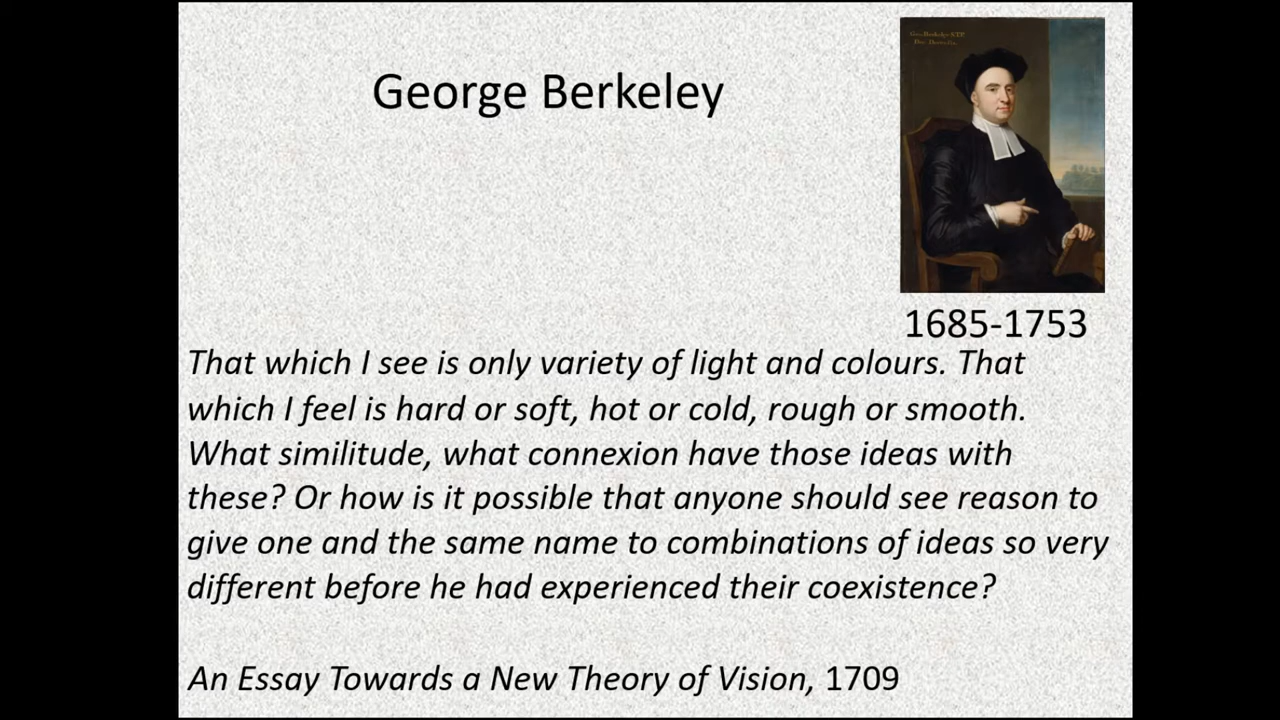 George Berkeley
Geo: Berkeley S.T.P.
1685-1753
That which I see is only variety of light and colours. That
which I feel is hard or soft, hot or cold, rough or smooth.
What similitude, what connexion have those ideas with
these? Or how is it possible that anyone should see reason to
give one and the same name to combinations of ideas so very
different before he had experienced their coexistence?
An Essay Towards a New Theory of Vision, 1709